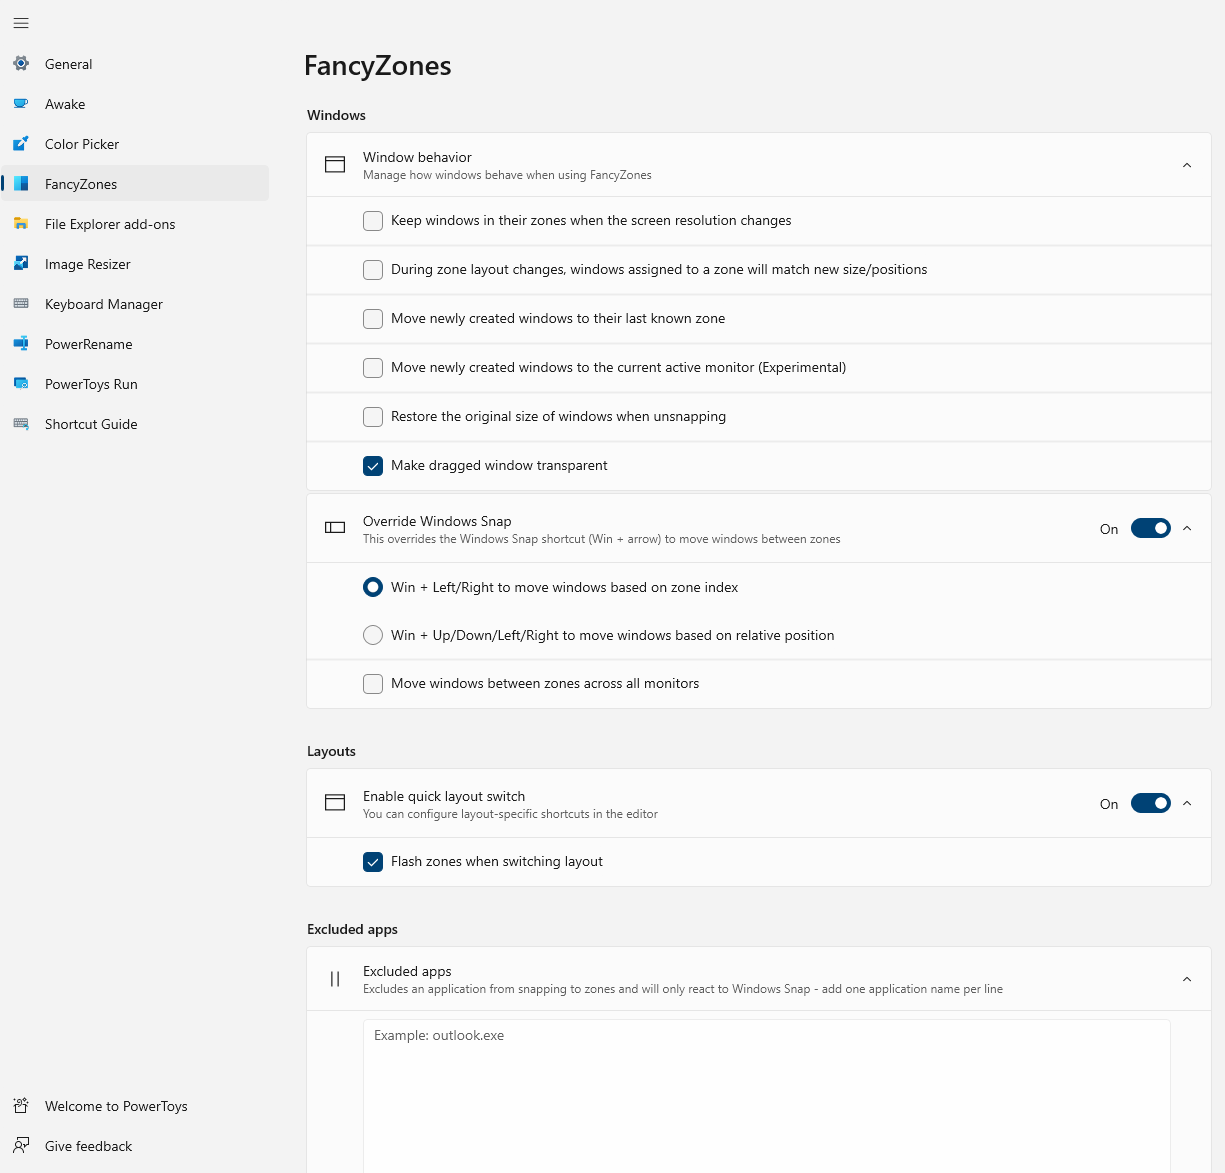 General
Awake
Color Picker
FancyZones
File Explorer add-ons
Image Resizer
Keyboard Manager
PowerRename
PowerToys Run
Shortcut Guide
Welcome to PowerToys
Give feedback
FancyZones
Windows
Window behavior
Manage how windows behave when using FancyZones
Keep windows in their zones when the screen resolution changes
During zone layout changes, windows assigned to a zone will match new size/positions
Move newly created windows to their last known zone
Move newly created windows to the current active monitor (Experimental)
Restore the original size of windows when unsnapping
Make dragged window transparent
Override Windows Snap
This overrides the Windows Snap shortcut (Win + arrow) to move windows between zones
On
Win + Left/Right to move windows based on zone index
Win + Up/Down/Left/Right to move windows based on relative position
Move windows between zones across all monitors
Layouts
Enable quick layout switch
You can configure layout-specific shortcuts in the editor
On
Flash zones when switching layout
Excluded apps
Excluded apps
Excludes an application from snapping to zones and will only react to Windows Snap - add one application name per line
Example: outlook.exe